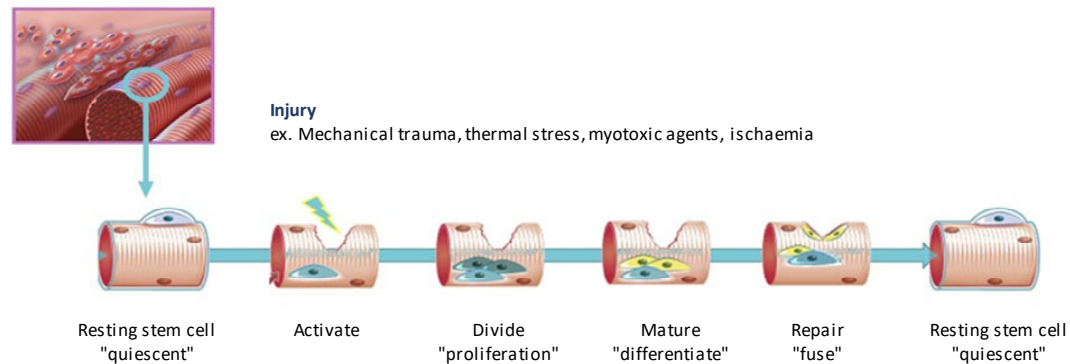 Injury
ex. Mechanical trauma, thermal stress, myotoxic agents, ischaemia
Resting stem cell
"quiescent"
Activate
Divide
"proliferation"
Mature
"differentiate"
Repair
"fuse"
Resting stem cell
"quiescent"